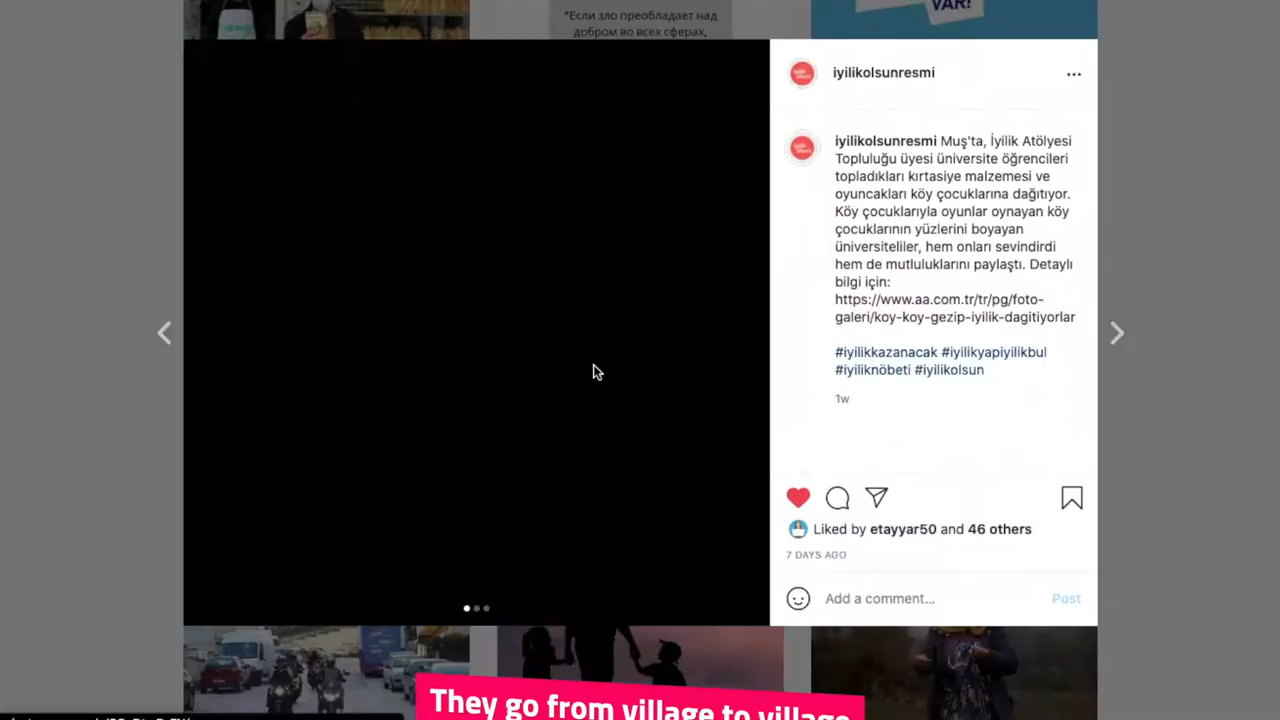 "Если зло преобладает над
добром во всех сферах,
VAR!
iyilikolsunresmi
iyilikolsunresmi Muş'ta, İyilik Atölyesi
Topluluğu üyesi üniversite öğrencileri
topladıkları kırtasiye malzemesi ve
oyuncakları köy çocuklarına dağıtıyor.
Köy çocuklarıyla oyunlar oynayan köy
çocuklarının yüzlerini boyayan
üniversiteliler, hem onları sevindirdi
hem de mutluluklarını paylaştı. Detaylı
bilgi için:
https://www.aa.com.tr/tr/pg/foto-
galeri/koy-koy-gezip-iyilik-dagitiyorlar
#iyilikkazanacak #iyilikyapiyilikbul
#iyiliknöbeti #iyilikolsun
1w
Liked by etayyar50 and 46 others
7 DAYS AGO
Add a comment...
Post
They go from village to village